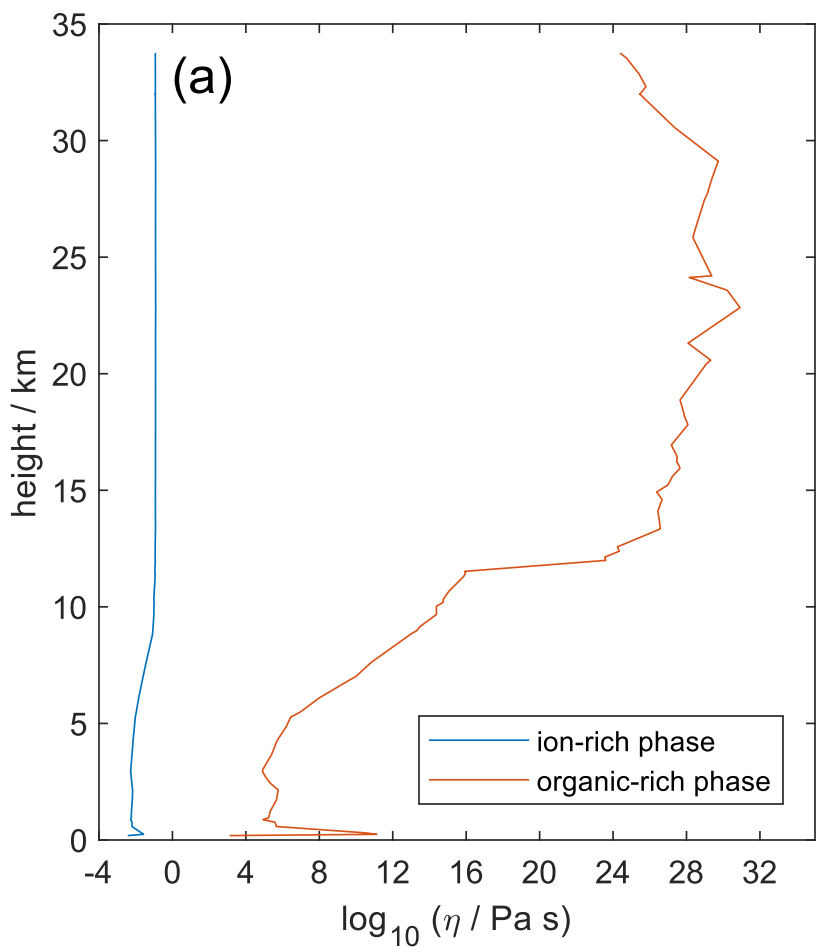 35
(a)
30
25
20
15
10
5
0
height / km
ion-rich phase
organic-rich phase
-4 0 4 8 12 16 20 24 28 32
log₁₀ (η / Pa s)